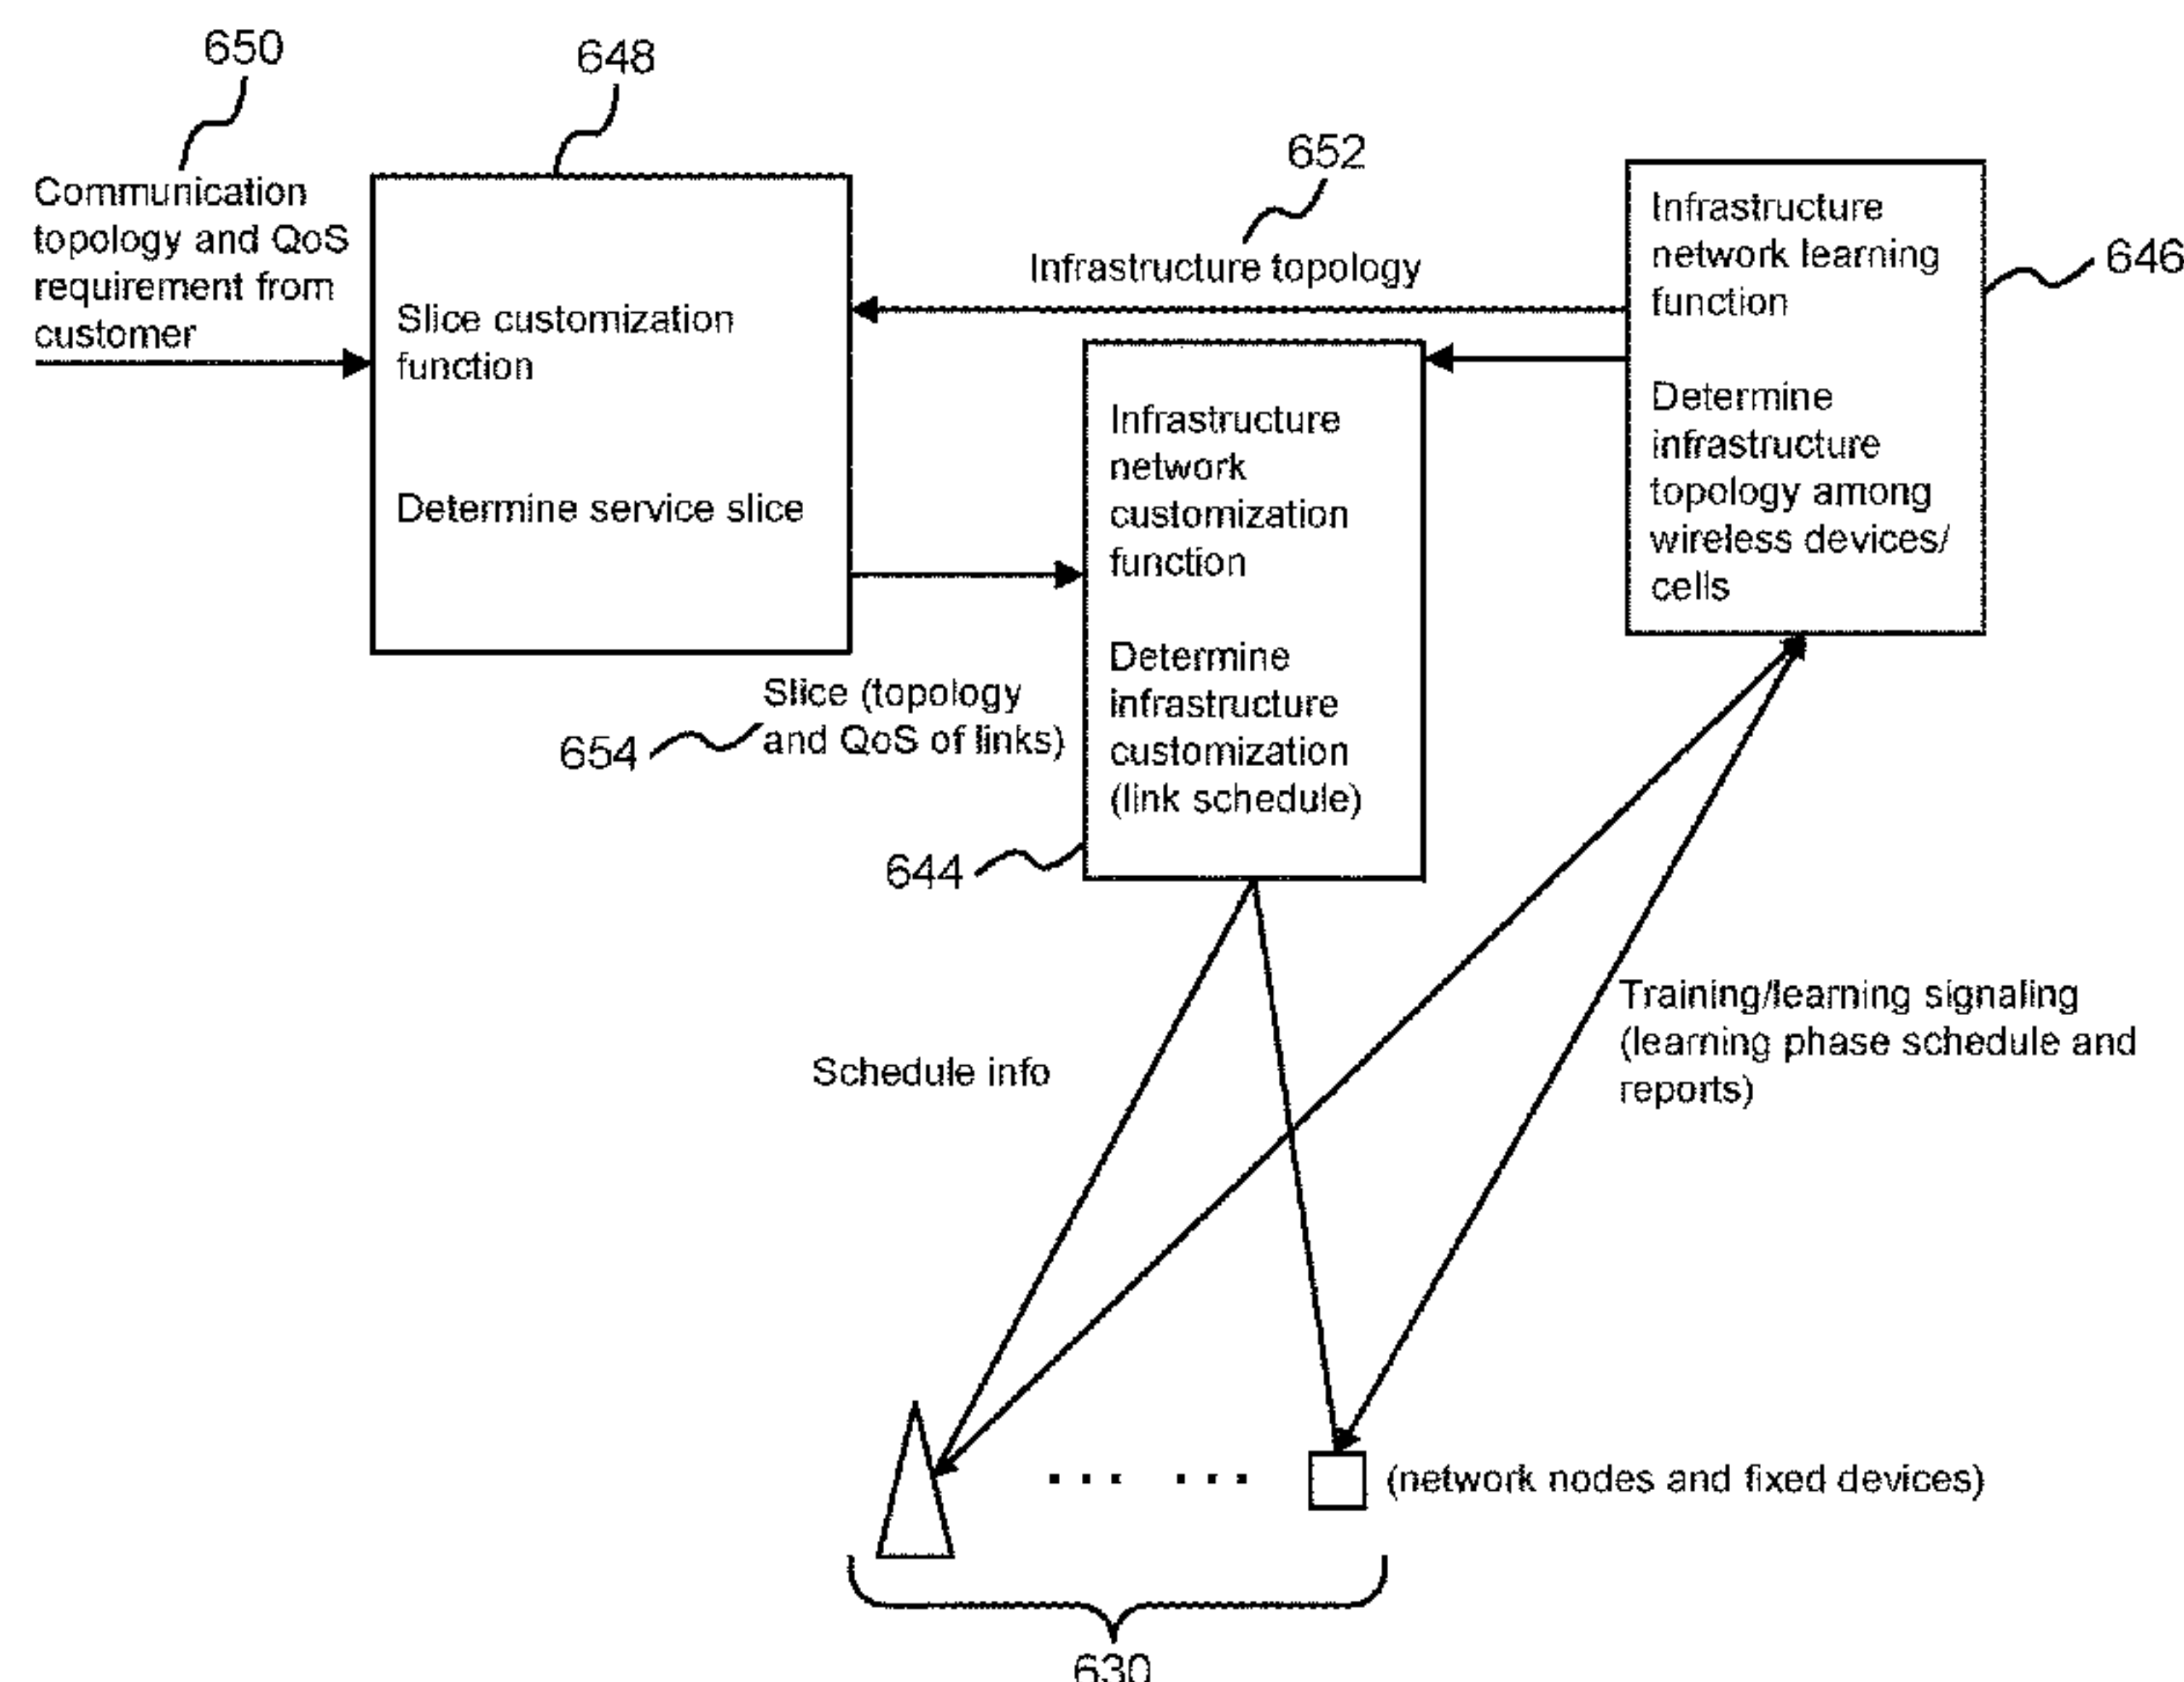 650
648
652
Communication
topology and QoS
requirement from
customer
Slice customization
function
Determine service slice
Infrastructure topology
Infrastructure
network learning
function
Determine
infrastructure
topology among
wireless devices/
cells
646
Infrastructure
network
customization
function
Determine
infrastructure
customization
(link schedule)
Slice (topology
and QoS of links)
654
644
Schedule info
Training/learning signaling
(learning phase schedule and
reports)
(network nodes and fixed devices)
630